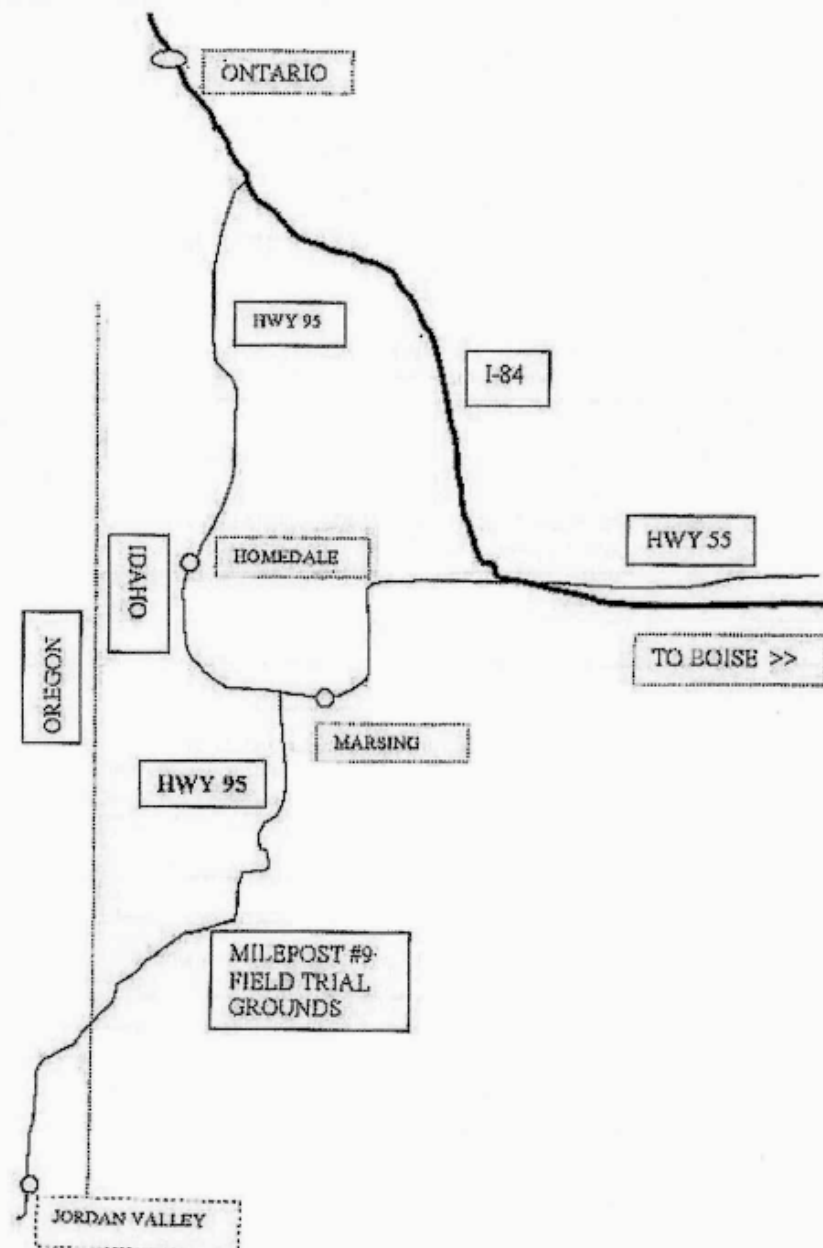 ONTARIO
HWY 95
I-84
HWY 55
IDAHO
HOMEDALE
OREGON
TO BOISE >>
MARSING
HWY 95
MILEPOST #9
FIELD TRIAL
GROUNDS
JORDAN VALLEY